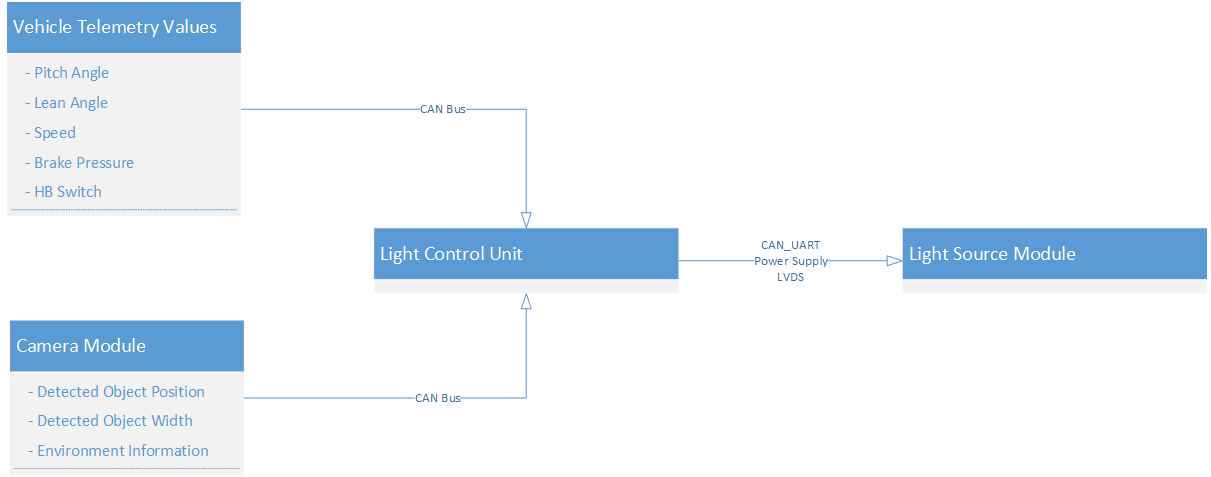 Vehicle Telemetry Values
- Pitch Angle
- Lean Angle
- Speed
- Brake Pressure
- HB Switch
CAN Bus
Light Control Unit
CAN_UART
Power Supply
LVDS
Light Source Module
Camera Module
- Detected Object Position
- Detected Object Width
- Environment Information
CAN Bus